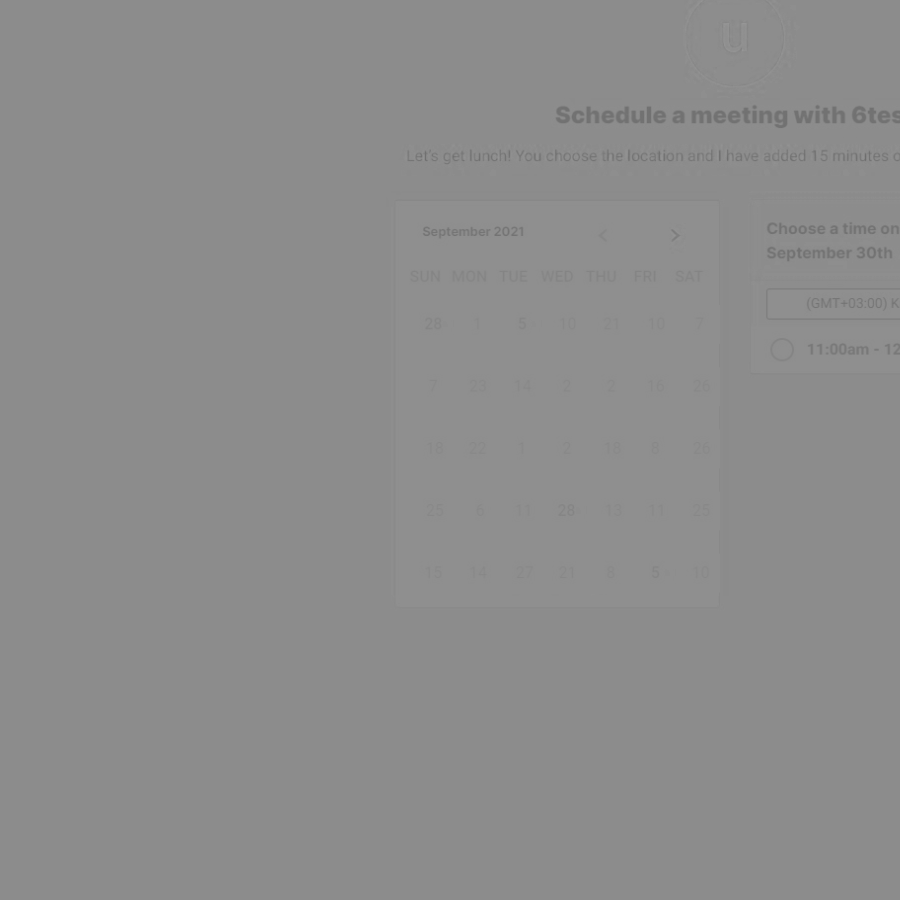 u
Schedule a meeting with 6tes
Let's get lunch! You choose the location and I have added 15 minutes
September 2021
SUN MON TUE WED THU FRI SAT
28 1 5 10 21 10 7
7 23 14 2 2 16 26
18 22 1 2 18 6 26
25 6 11 28 13 11 25
15 14 27 21 8 5 10
Choose a time on
September 30th
(GMT+03:00) K
11:00am - 12